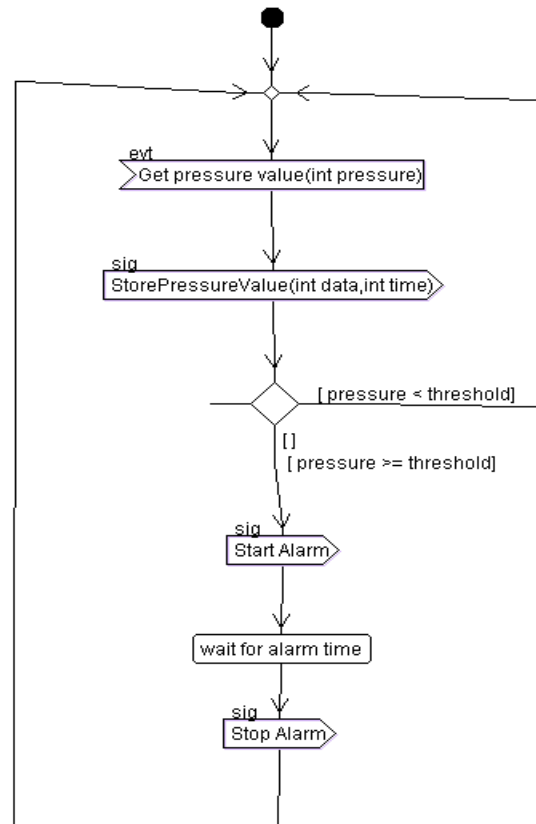 evt
Get pressure value(int pressure)
sig
StorePressureValue(int data,int time)
[ pressure < threshold]
[ ]
[ pressure >= threshold]
sig
Start Alarm
wait for alarm time
sig
Stop Alarm